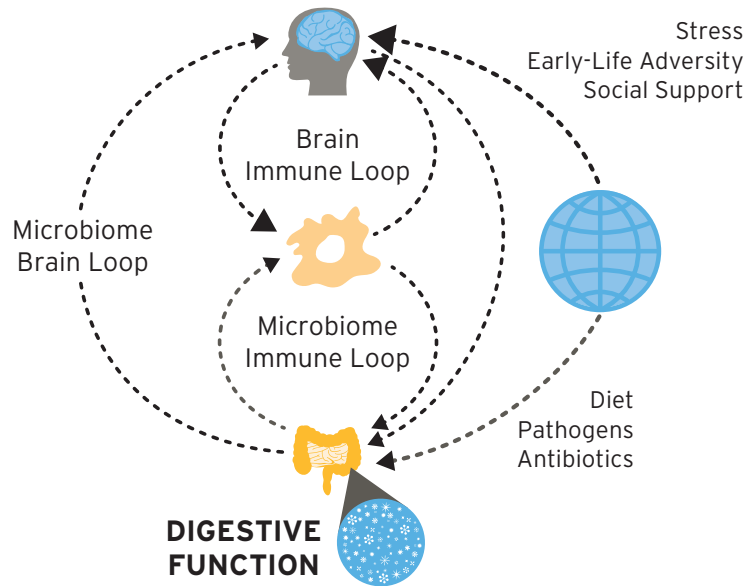 Stress
Early-Life Adversity
Social Support
Brain
Immune Loop
Microbiome
Brain Loop
Microbiome
Immune Loop
Diet
Pathogens
Antibiotics
DIGESTIVE
FUNCTION